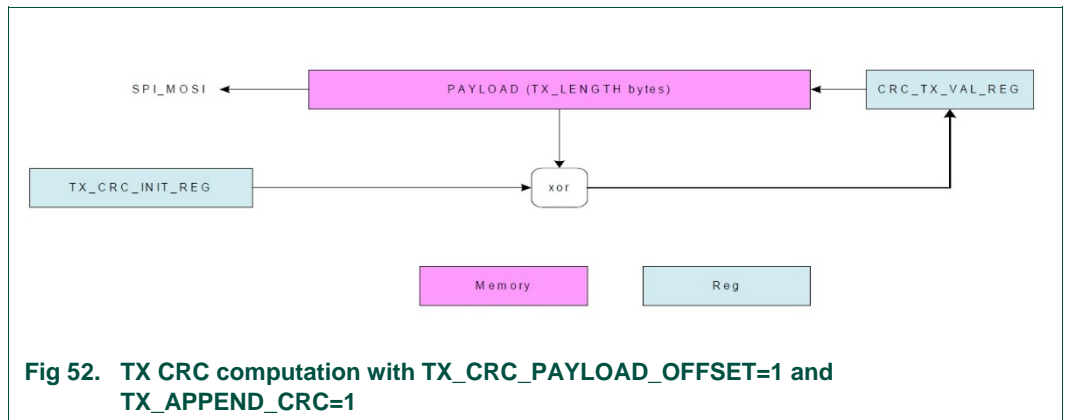 SPI_MOSI
PAYLOAD (TX_LENGTH bytes)
CRC_TX_VAL_REG
TX_CRC_INIT_REG
xor
Memory
Reg
Fig 52. TX CRC computation with TX_CRC_PAYLOAD_OFFSET=1 and
TX_APPEND_CRC=1